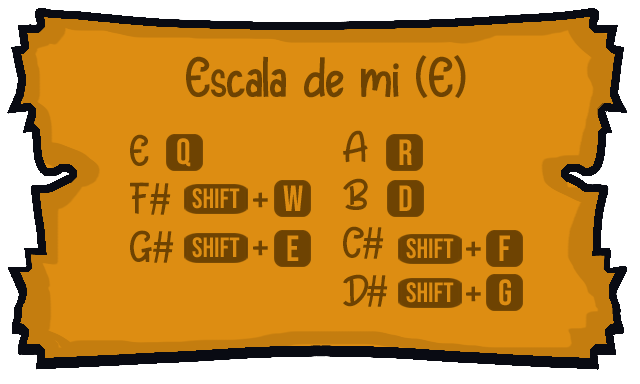 Escala de mi (E)
E Q
F# SHIFT + W
G# SHIFT + E
A R
B D
C# SHIFT + F
D# SHIFT + G